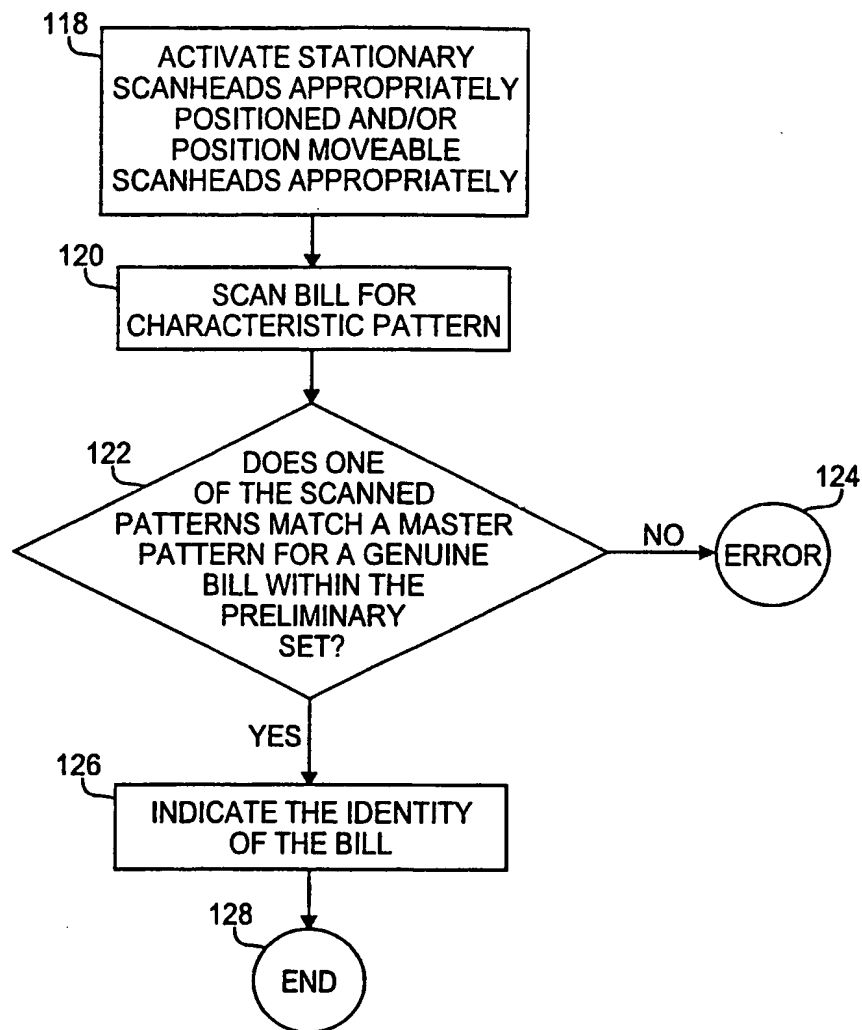 118
ACTIVATE STATIONARY
SCANHEADS APPROPRIATELY
POSITIONED AND/OR
POSITION MOVEABLE
SCANHEADS APPROPRIATELY
120
SCAN BILL FOR
CHARACTERISTIC PATTERN
122
DOES ONE
OF THE SCANNED
PATTERNS MATCH A MASTER
PATTERN FOR A GENUINE
BILL WITHIN THE
PRELIMINARY
SET?
NO
124
ERROR
YES
126
INDICATE THE IDENTITY
OF THE BILL
128
END